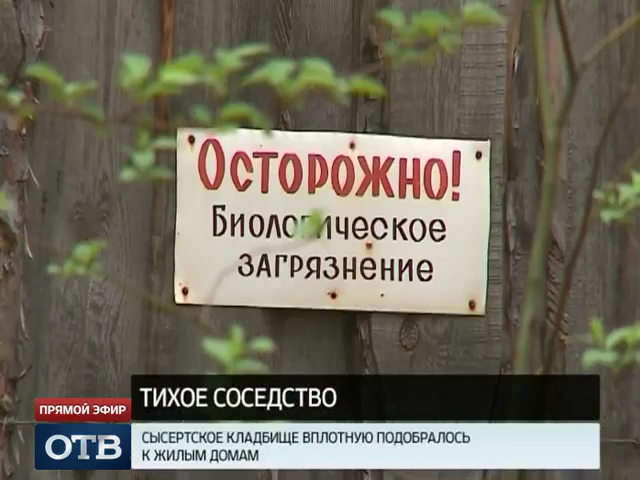 Осторожно!
Биологическое
загрязнение
ТИХОЕ СОСЕДСТВО
ПРЯМОЙ ЭФИР
ОТВ
СЫСЕРТСКОЕ КЛАДБИЩЕ ВПЛОТНУЮ ПОДОБРАЛОСЬ
К ЖИЛЫМ ДОМАМ